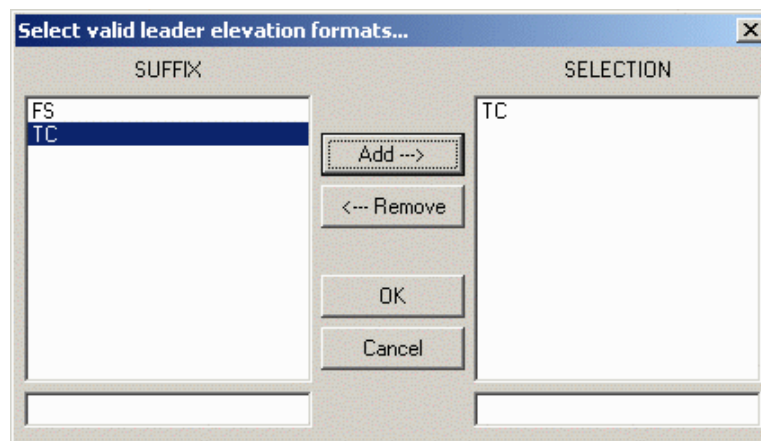 Select valid leader elevation formats...
SUFFIX
SELECTION
FS
TC
TC
Add --->
<--- Remove
OK
Cancel